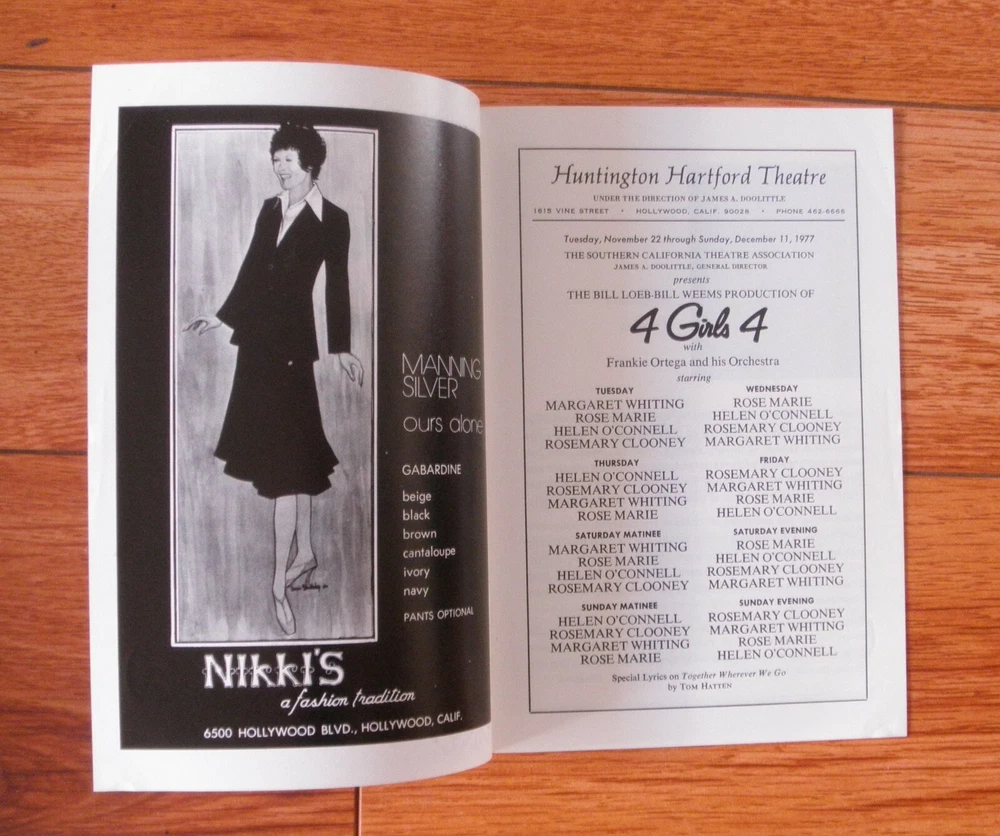 MANNING
SILVER
ours alone
GABARDINE
beige
black
brown
cantaloupe
ivory
navy
PANTS OPTIONAL
NIKKI'S
a fashion tradition
6500 HOLLYWOOD BLVD., HOLLYWOOD, CALIF.
Huntington Hartford Theatre
UNDER THE DIRECTION OF JAMES A. DOOLITTLE
1615 VINE STREET • HOLLYWOOD, CALIF. 90028 • PHONE 462-6666
Tuesday, November 22 through Sunday, December 11, 1977
THE SOUTHERN CALIFORNIA THEATRE ASSOCIATION
JAMES A. DOOLITTLE, GENERAL DIRECTOR
presents
THE BILL LOEB-BILL WEEMS PRODUCTION OF
4 Girls 4
with
Frankie Ortega and his Orchestra
starring
TUESDAY
MARGARET WHITING
ROSE MARIE
HELEN O'CONNELL
ROSEMARY CLOONEY
WEDNESDAY
ROSE MARIE
HELEN O'CONNELL
ROSEMARY CLOONEY
MARGARET WHITING
THURSDAY
HELEN O'CONNELL
ROSEMARY CLOONEY
MARGARET WHITING
ROSE MARIE
FRIDAY
ROSEMARY CLOONEY
MARGARET WHITING
ROSE MARIE
HELEN O'CONNELL
SATURDAY MATINEE
MARGARET WHITING
ROSE MARIE
HELEN O'CONNELL
ROSEMARY CLOONEY
SATURDAY EVENING
ROSE MARIE
HELEN O'CONNELL
ROSEMARY CLOONEY
MARGARET WHITING
SUNDAY MATINEE
HELEN O'CONNELL
ROSEMARY CLOONEY
MARGARET WHITING
ROSE MARIE
SUNDAY EVENING
ROSEMARY CLOONEY
MARGARET WHITING
ROSE MARIE
HELEN O'CONNELL
Special Lyrics on Together Wherever We Go
by TOM HATTEN